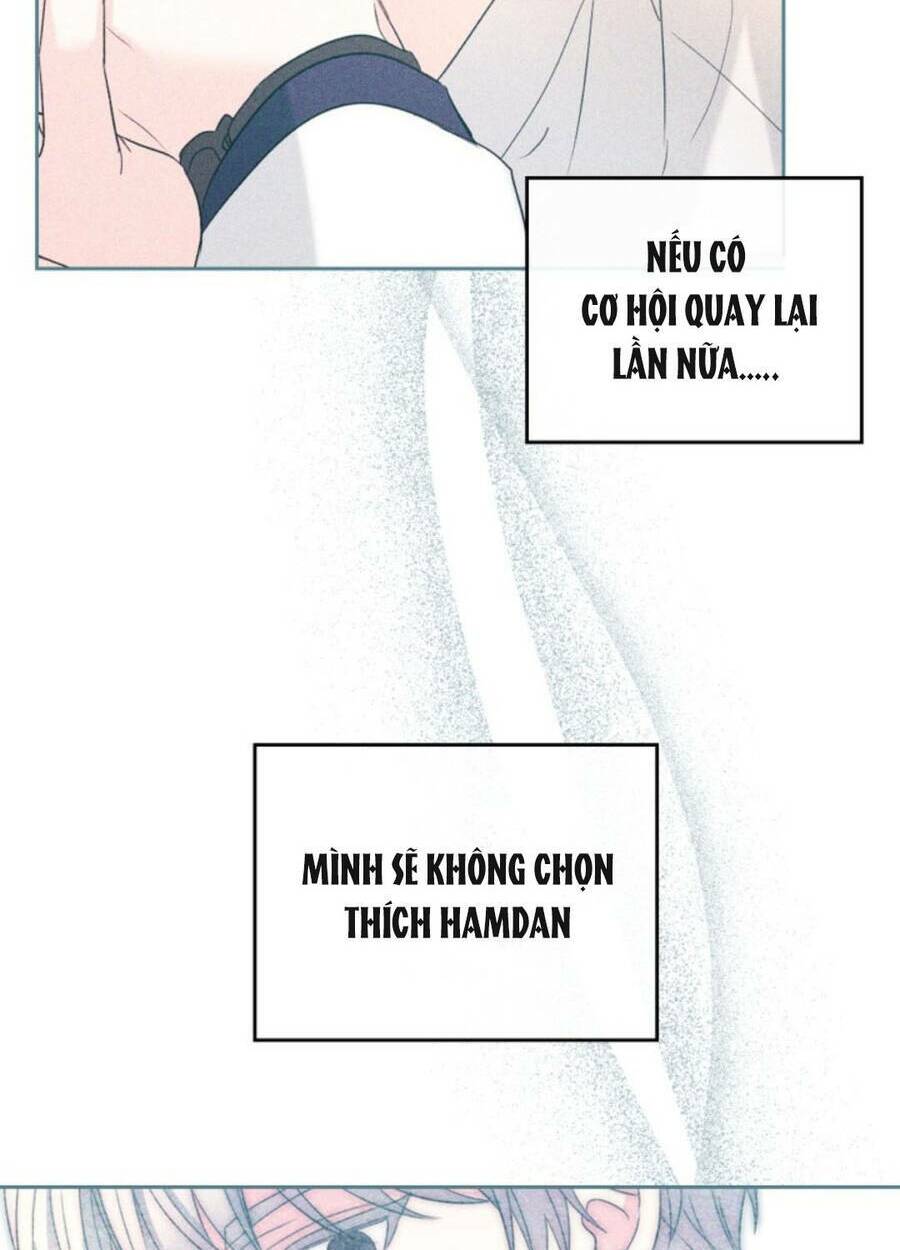 NẾU CÓ
CƠ HỘI QUAY LẠI
LẦN NỮA.....
MÌNH SẼ KHÔNG CHỌN
THÍCH HAMDAN